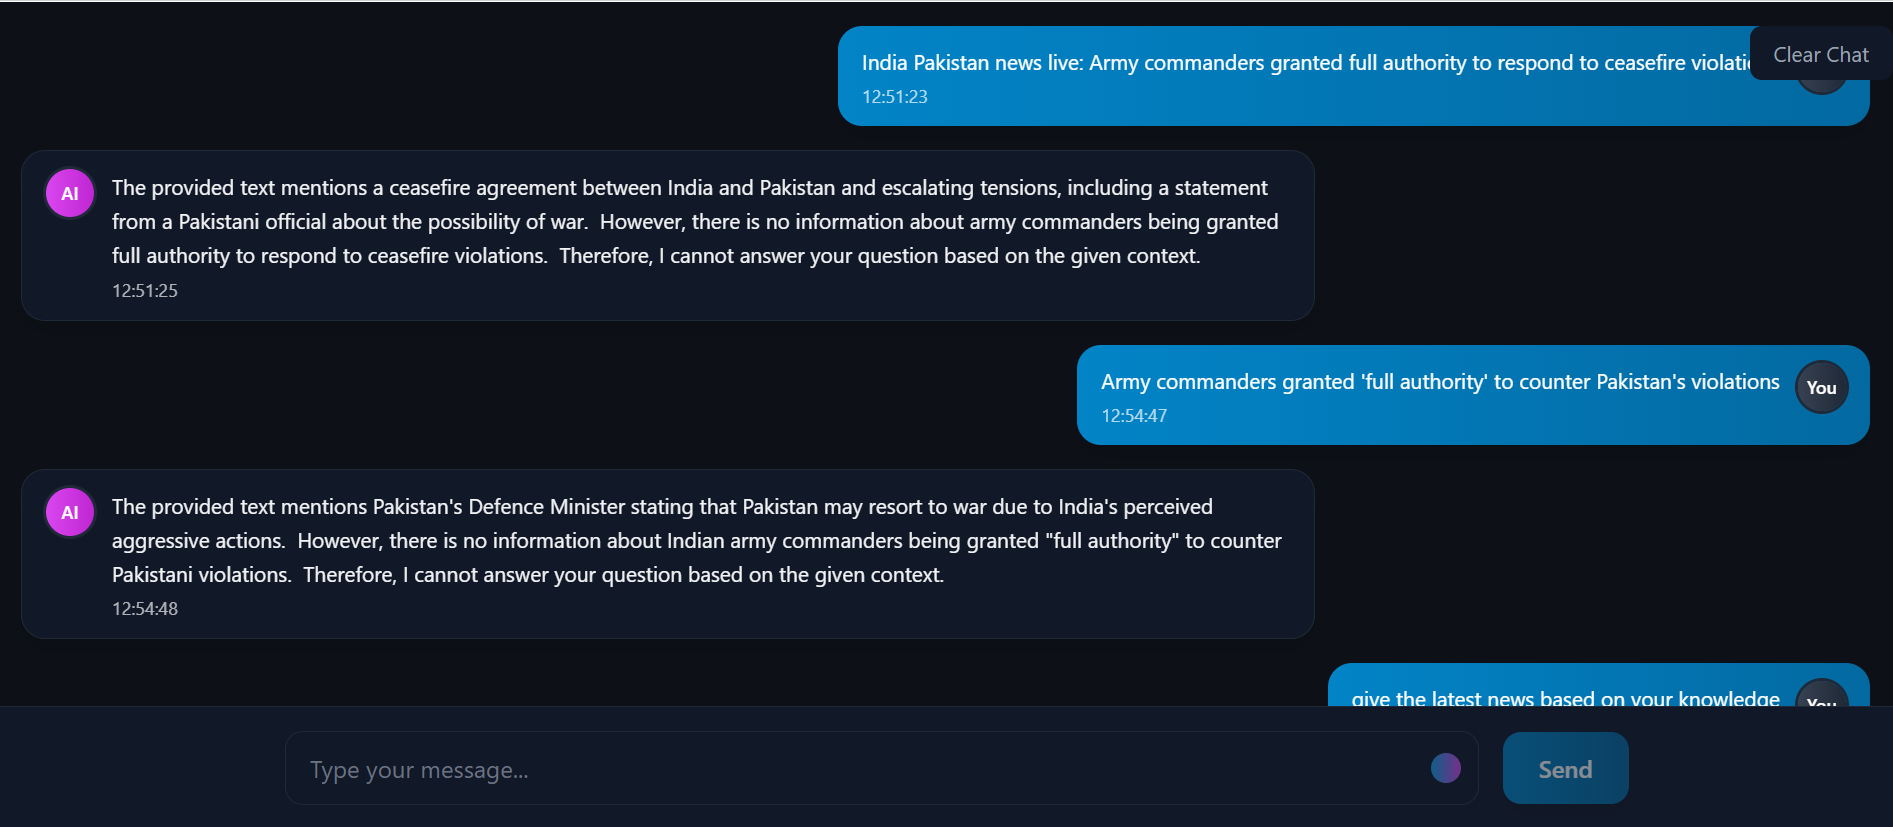 India Pakistan news live: Army commanders granted full authority to respond to ceasefire
Clear Chat
12:51:23
AI
The provided text mentions a ceasefire agreement between India and Pakistan and escalating tensions, including a statement
from a Pakistani official about the possibility of war.  However, there is no information about army commanders being granted
full authority to respond to ceasefire violations.  Therefore, I cannot answer your question based on the given context.
12:51:25
Army commanders granted 'full authority' to counter Pakistan's violations
You
12:54:47
AI
The provided text mentions Pakistan's Defence Minister stating that Pakistan may resort to war due to India's perceived
aggressive actions.  However, there is no information about Indian army commanders being granted "full authority" to counter
Pakistani violations.  Therefore, I cannot answer your question based on the given context.
12:54:48
give the latest news based on your knowledge
You
Type your message...
Send